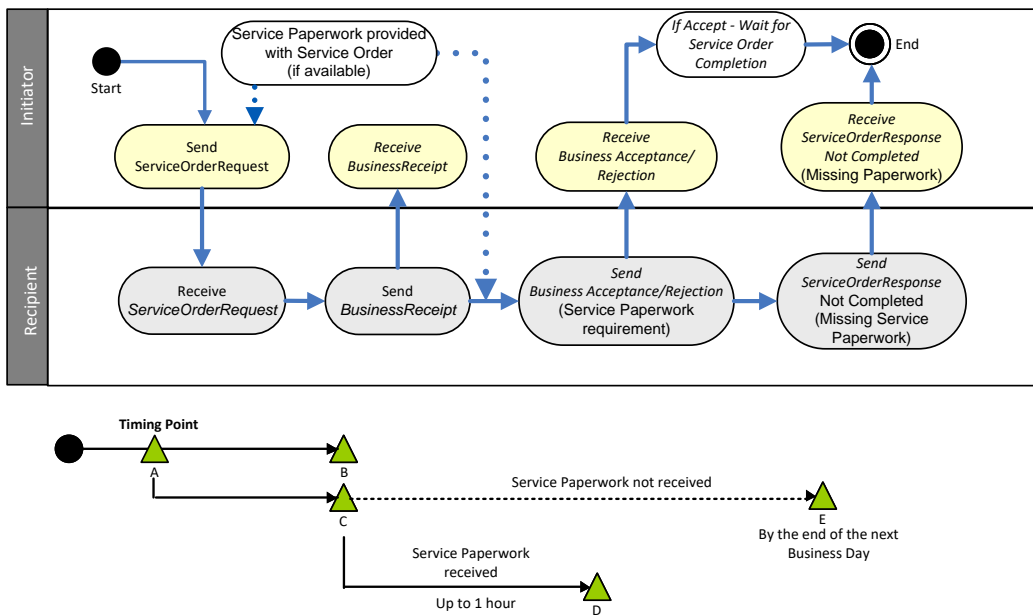 Initiator
Start
Service Paperwork provided
with Service Order
(if available)
If Accept - Wait for
Service Order
Completion
End
Send
ServiceOrderRequest
Receive
BusinessReceipt
Receive
Business Acceptance/
Rejection
Receive
ServiceOrderResponse
Not Completed
(Missing Paperwork)
Recipient
Receive
ServiceOrderRequest
Send
BusinessReceipt
Send
Business Acceptance/Rejection
(Service Paperwork
requirement)
Send
ServiceOrderResponse
Not Completed
(Missing Service
Paperwork)
Timing Point
A
B
C
Service Paperwork not received
E
By the end of the next
Business Day
Service Paperwork
received
Up to 1 hour
D